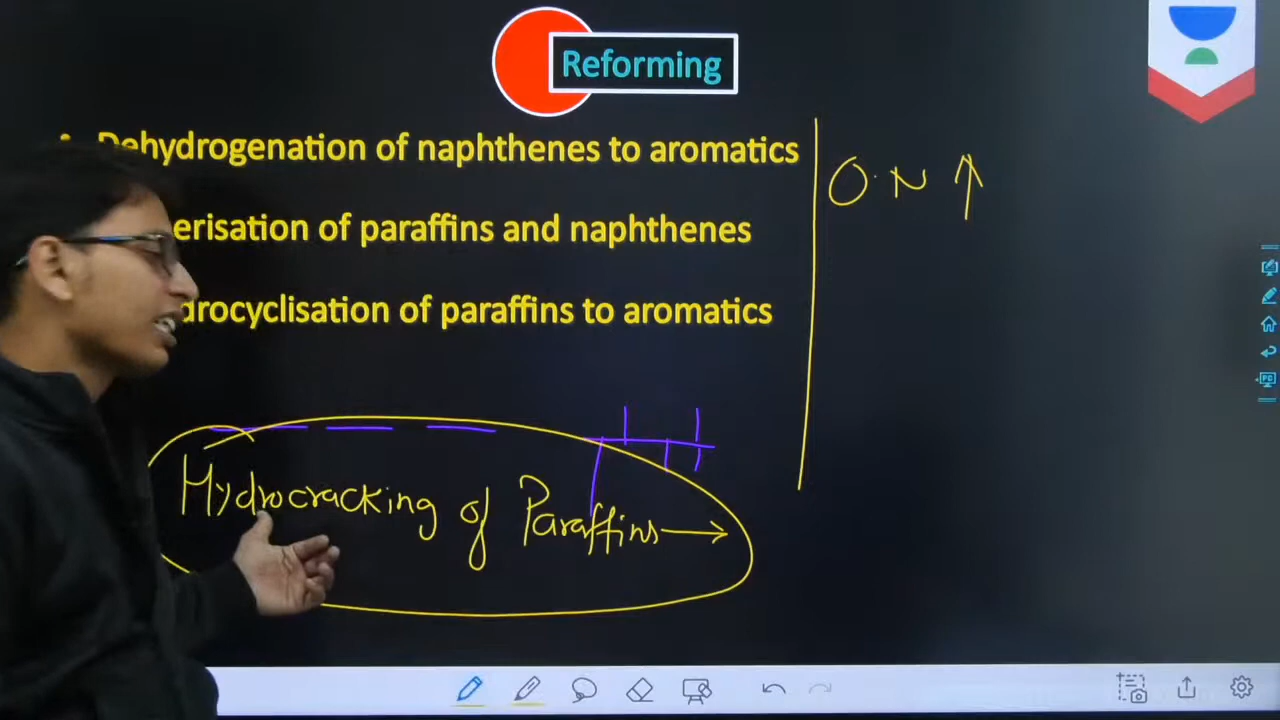 Reforming
Dehydrogenation of naphthenes to aromatics
O.N ↑
erisation of paraffins and naphthenes
drocyclisation of paraffins to aromatics
Hydrocracking of Paraffins →